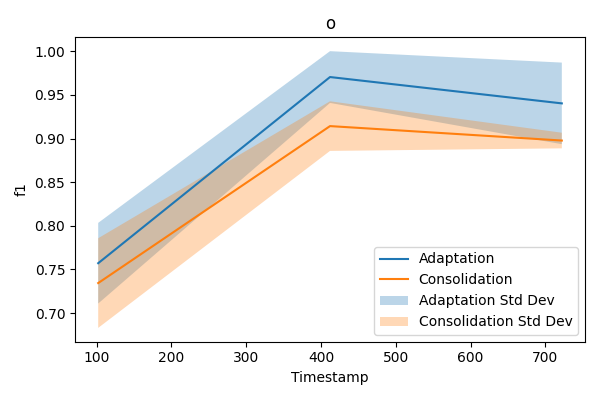 o
1.00
0.95
0.90
0.85
0.80
0.75
0.70
f1
100
200
300
400
500
600
700
Timestamp
Adaptation
Consolidation
Adaptation Std Dev
Consolidation Std Dev